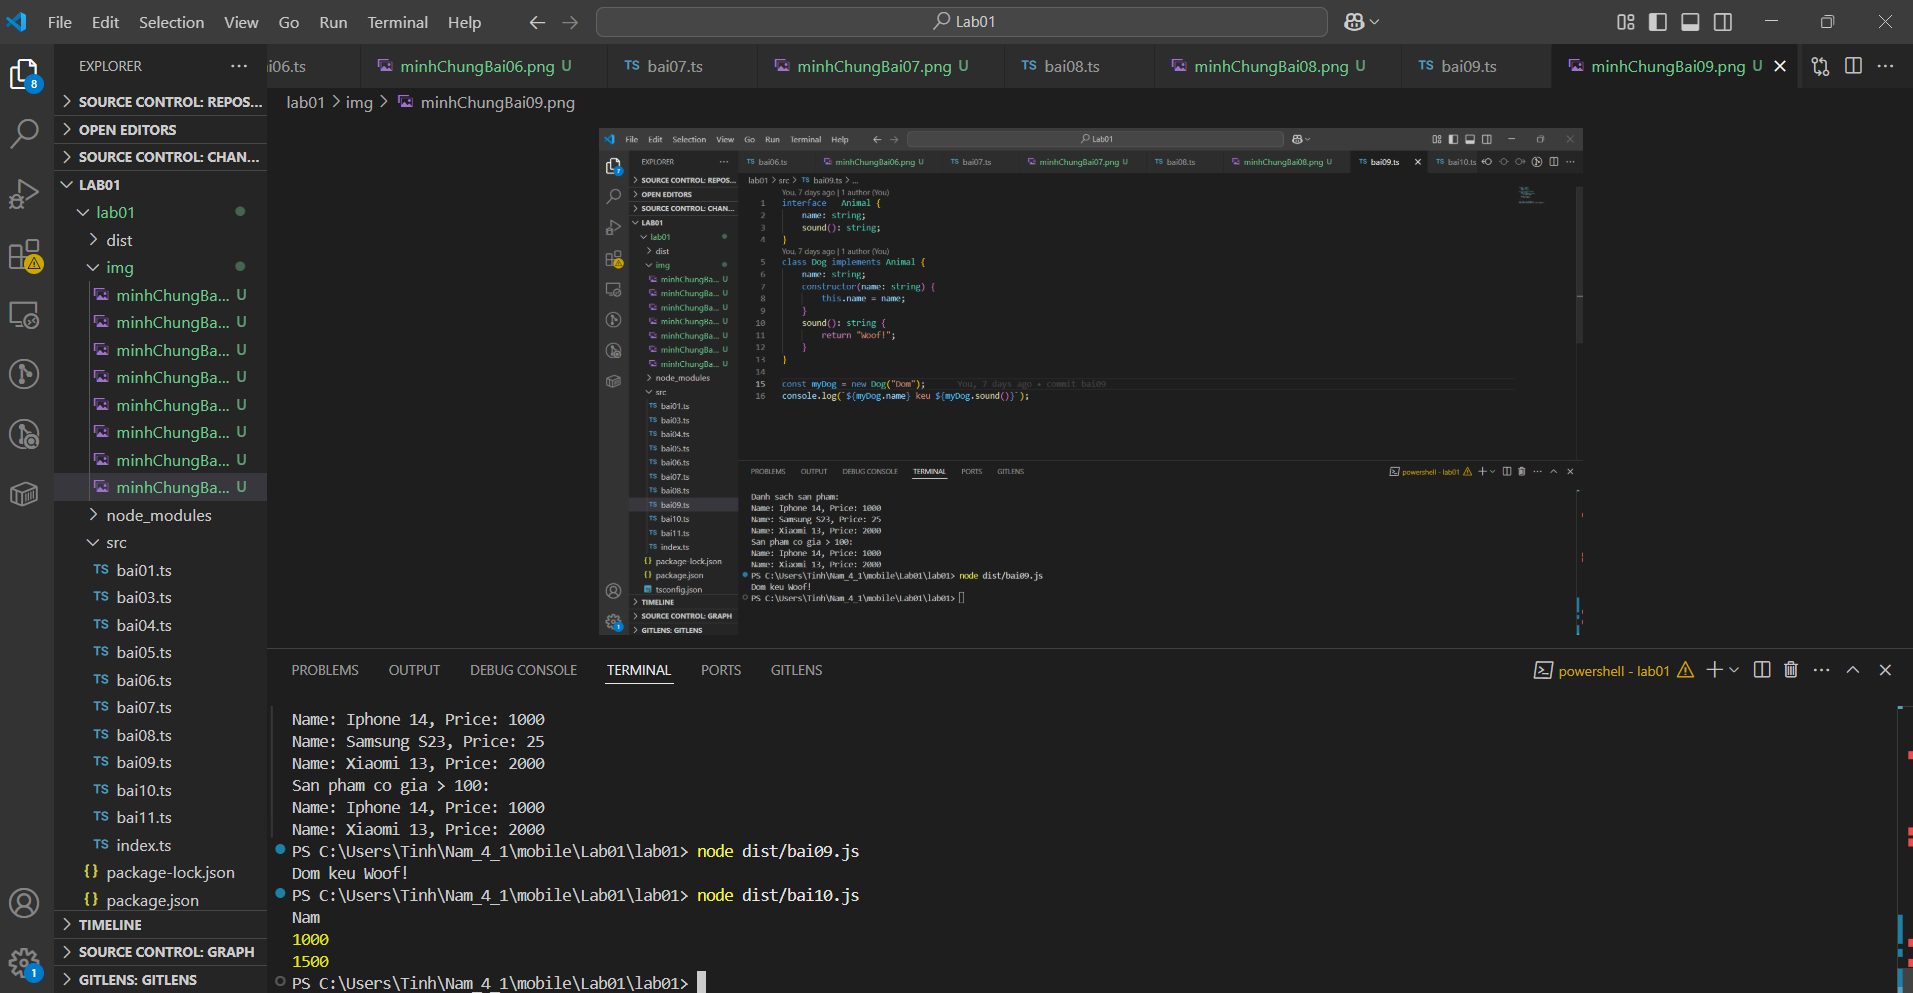 File Edit Selection View Go Run Terminal Help
Lab01
EXPLORER
i06.ts
minhChungBai06.png U
TS bai07.ts
minhChungBai07.png U
TS bai08.ts
minhChungBai08.png U
TS bai09.ts
minhChungBai09.png U
8
SOURCE CONTROL: REPOS...
OPEN EDITORS
SOURCE CONTROL: CHAN...
LAB01
lab01
dist
img
minhChungBa... U
minhChungBa... U
minhChungBa... U
minhChungBa... U
minhChungBa... U
minhChungBa... U
minhChungBa... U
minhChungBa... U
node_modules
src
TS bai01.ts
TS bai03.ts
TS bai04.ts
TS bai05.ts
TS bai06.ts
TS bai07.ts
TS bai08.ts
TS bai09.ts
TS bai10.ts
TS bai11.ts
TS index.ts
{} package-lock.json
{} package.json
TIMELINE
SOURCE CONTROL: GRAPH
GITLENS: GITLENS
1
lab01 > img > minhChungBai09.png
File Edit Selection View Go Run Terminal Help
Lab01
EXPLORER
TS bai06.ts
minhChungBai06.png U
TS bai07.ts
minhChungBai07.png U
TS bai08.ts
minhChungBai08.png U
TS bai09.ts
TS bai10.ts
7
SOURCE CONTROL: REPOS...
OPEN EDITORS
SOURCE CONTROL: CHAN...
LAB01
lab01
dist
img
minhChungBa... U
minhChungBa... U
minhChungBa... U
minhChungBa... U
minhChungBa... U
minhChungBa... U
minhChungBa... U
node_modules
src
TS bai01.ts
TS bai03.ts
TS bai04.ts
TS bai05.ts
TS bai06.ts
TS bai07.ts
TS bai08.ts
TS bai09.ts
TS bai10.ts
TS bai11.ts
TS index.ts
{} package-lock.json
{} package.json
tsconfig.json
TIMELINE
SOURCE CONTROL: GRAPH
GITLENS: GITLENS
1
lab01 > src > TS bai09.ts > ...
You, 7 days ago | 1 author (You)
1 interface Animal {
2 name: string;
3 sound(): string;
4 }
You, 7 days ago | 1 author (You)
5 class Dog implements Animal {
6 name: string;
7 constructor(name: string) {
8 this.name = name;
9 }
10 sound(): string {
11 return "Woof!";
12 }
13 }
14
15 const myDog = new Dog("Dom"); You, 7 days ago • commit bai09
16 console.log(`${myDog.name} keu ${myDog.sound()}`);
PROBLEMS OUTPUT DEBUG CONSOLE TERMINAL PORTS GITLENS
powershell - lab01
Danh sach san pham:
Name: Iphone 14, Price: 1000
Name: Samsung S23, Price: 25
Name: Xiaomi 13, Price: 2000
San pham co gia > 100:
Name: Iphone 14, Price: 1000
Name: Xiaomi 13, Price: 2000
PS C:\Users\Tinh\Nam_4_1\mobile\Lab01\lab01> node dist/bai09.js
Dom keu Woof!
PS C:\Users\Tinh\Nam_4_1\mobile\Lab01\lab01>
PROBLEMS OUTPUT DEBUG CONSOLE TERMINAL PORTS GITLENS
powershell - lab01
Name: Iphone 14, Price: 1000
Name: Samsung S23, Price: 25
Name: Xiaomi 13, Price: 2000
San pham co gia > 100:
Name: Iphone 14, Price: 1000
Name: Xiaomi 13, Price: 2000
PS C:\Users\Tinh\Nam_4_1\mobile\Lab01\lab01> node dist/bai09.js
Dom keu Woof!
PS C:\Users\Tinh\Nam_4_1\mobile\Lab01\lab01> node dist/bai10.js
Nam
1000
1500
PS C:\Users\Tinh\Nam_4_1\mobile\Lab01\lab01>